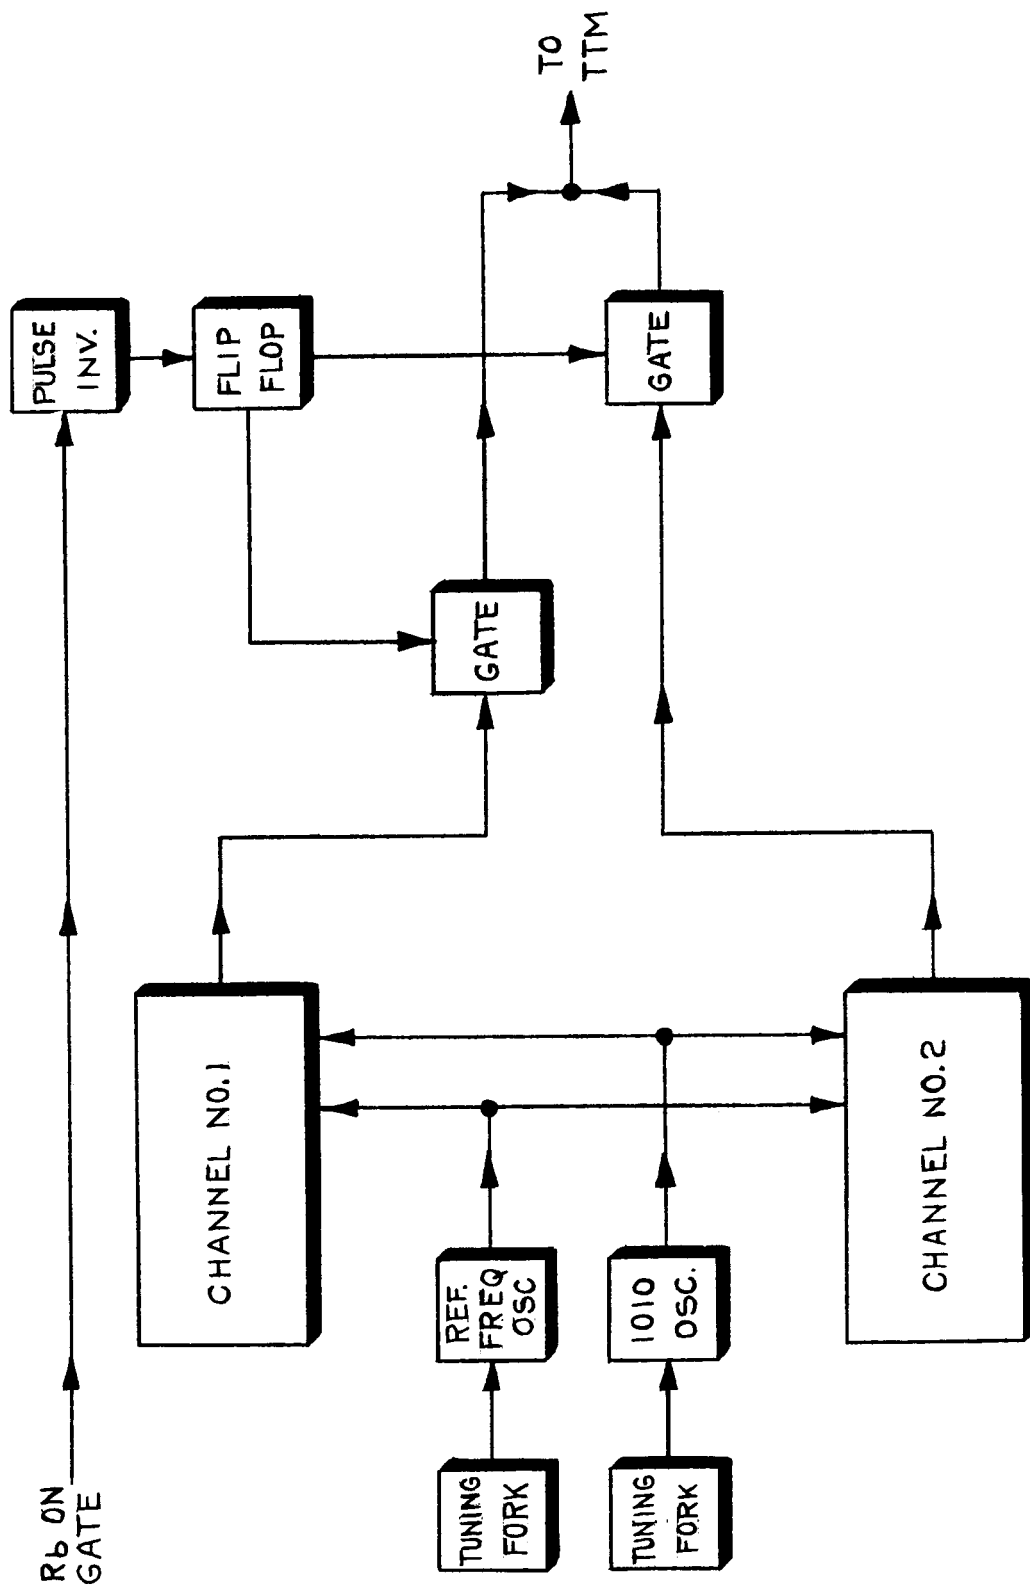 Rb ON
GATE
PULSE
INV.
FLIP
FLOP
CHANNEL NO.1
GATE
TO
TTM
TUNING
FORK
REF.
FREQ
OSC
TUNING
FORK
1010
OSC.
GATE
CHANNEL NO.2